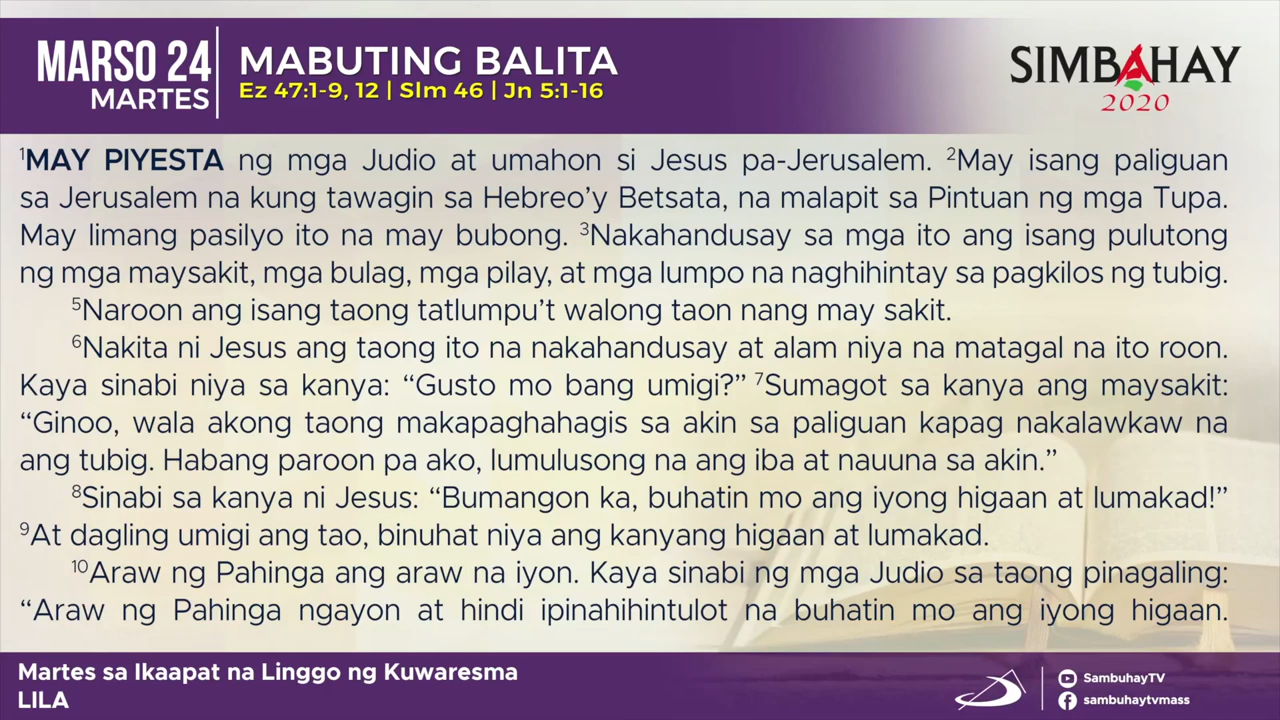 MARSO 24
MARTES
MABUTING BALITA
Ez 47:1-9, 12 | Slm 46 | Jn 5:1-16
SIMBAHAY
2020
¹MAY PIYESTA ng mga Judio at umahon si Jesus pa-Jerusalem. ²May isang paliguan
sa Jerusalem na kung tawagin sa Hebreo’y Betsata, na malapit sa Pintuan ng mga Tupa.
May limang pasilyo ito na may bubong. ³Nakahandusay sa mga ito ang isang pulutong
ng mga maysakit, mga bulag, mga pilay, at mga lumpo na naghihintay sa pagkilos ng tubig.
⁵Naroon ang isang taong tatlumpu’t walong taon nang may sakit.
⁶Nakita ni Jesus ang taong ito na nakahandusay at alam niya na matagal na ito roon.
Kaya sinabi niya sa kanya: “Gusto mo bang umigi?” ⁷Sumagot sa kanya ang maysakit:
“Ginoo, wala akong taong makapaghahagis sa akin sa paliguan kapag nakalawkaw na
ang tubig. Habang paroon pa ako, lumulusong na ang iba at nauuna sa akin.”
⁸Sinabi sa kanya ni Jesus: “Bumangon ka, buhatin mo ang iyong higaan at lumakad!”
⁹At dagling umigi ang tao, binuhat niya ang kanyang higaan at lumakad.
¹⁰Araw ng Pahinga ang araw na iyon. Kaya sinabi ng mga Judio sa taong pinagaling:
“Araw ng Pahinga ngayon at hindi ipinahihintulot na buhatin mo ang iyong higaan.
Martes sa Ikaapat na Linggo ng Kuwaresma
LILA
SambuhayTV
sambuhaytvmass